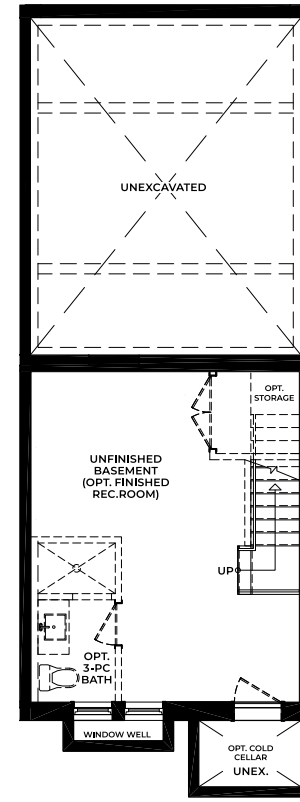 UNEXCAVATED
OPT.
STORAGE
UNFINISHED
BASEMENT
(OPT. FINISHED
REC.ROOM)
UP
OPT.
3-PC
BATH
WINDOW WELL
OPT. COLD
CELLAR
UNEX.